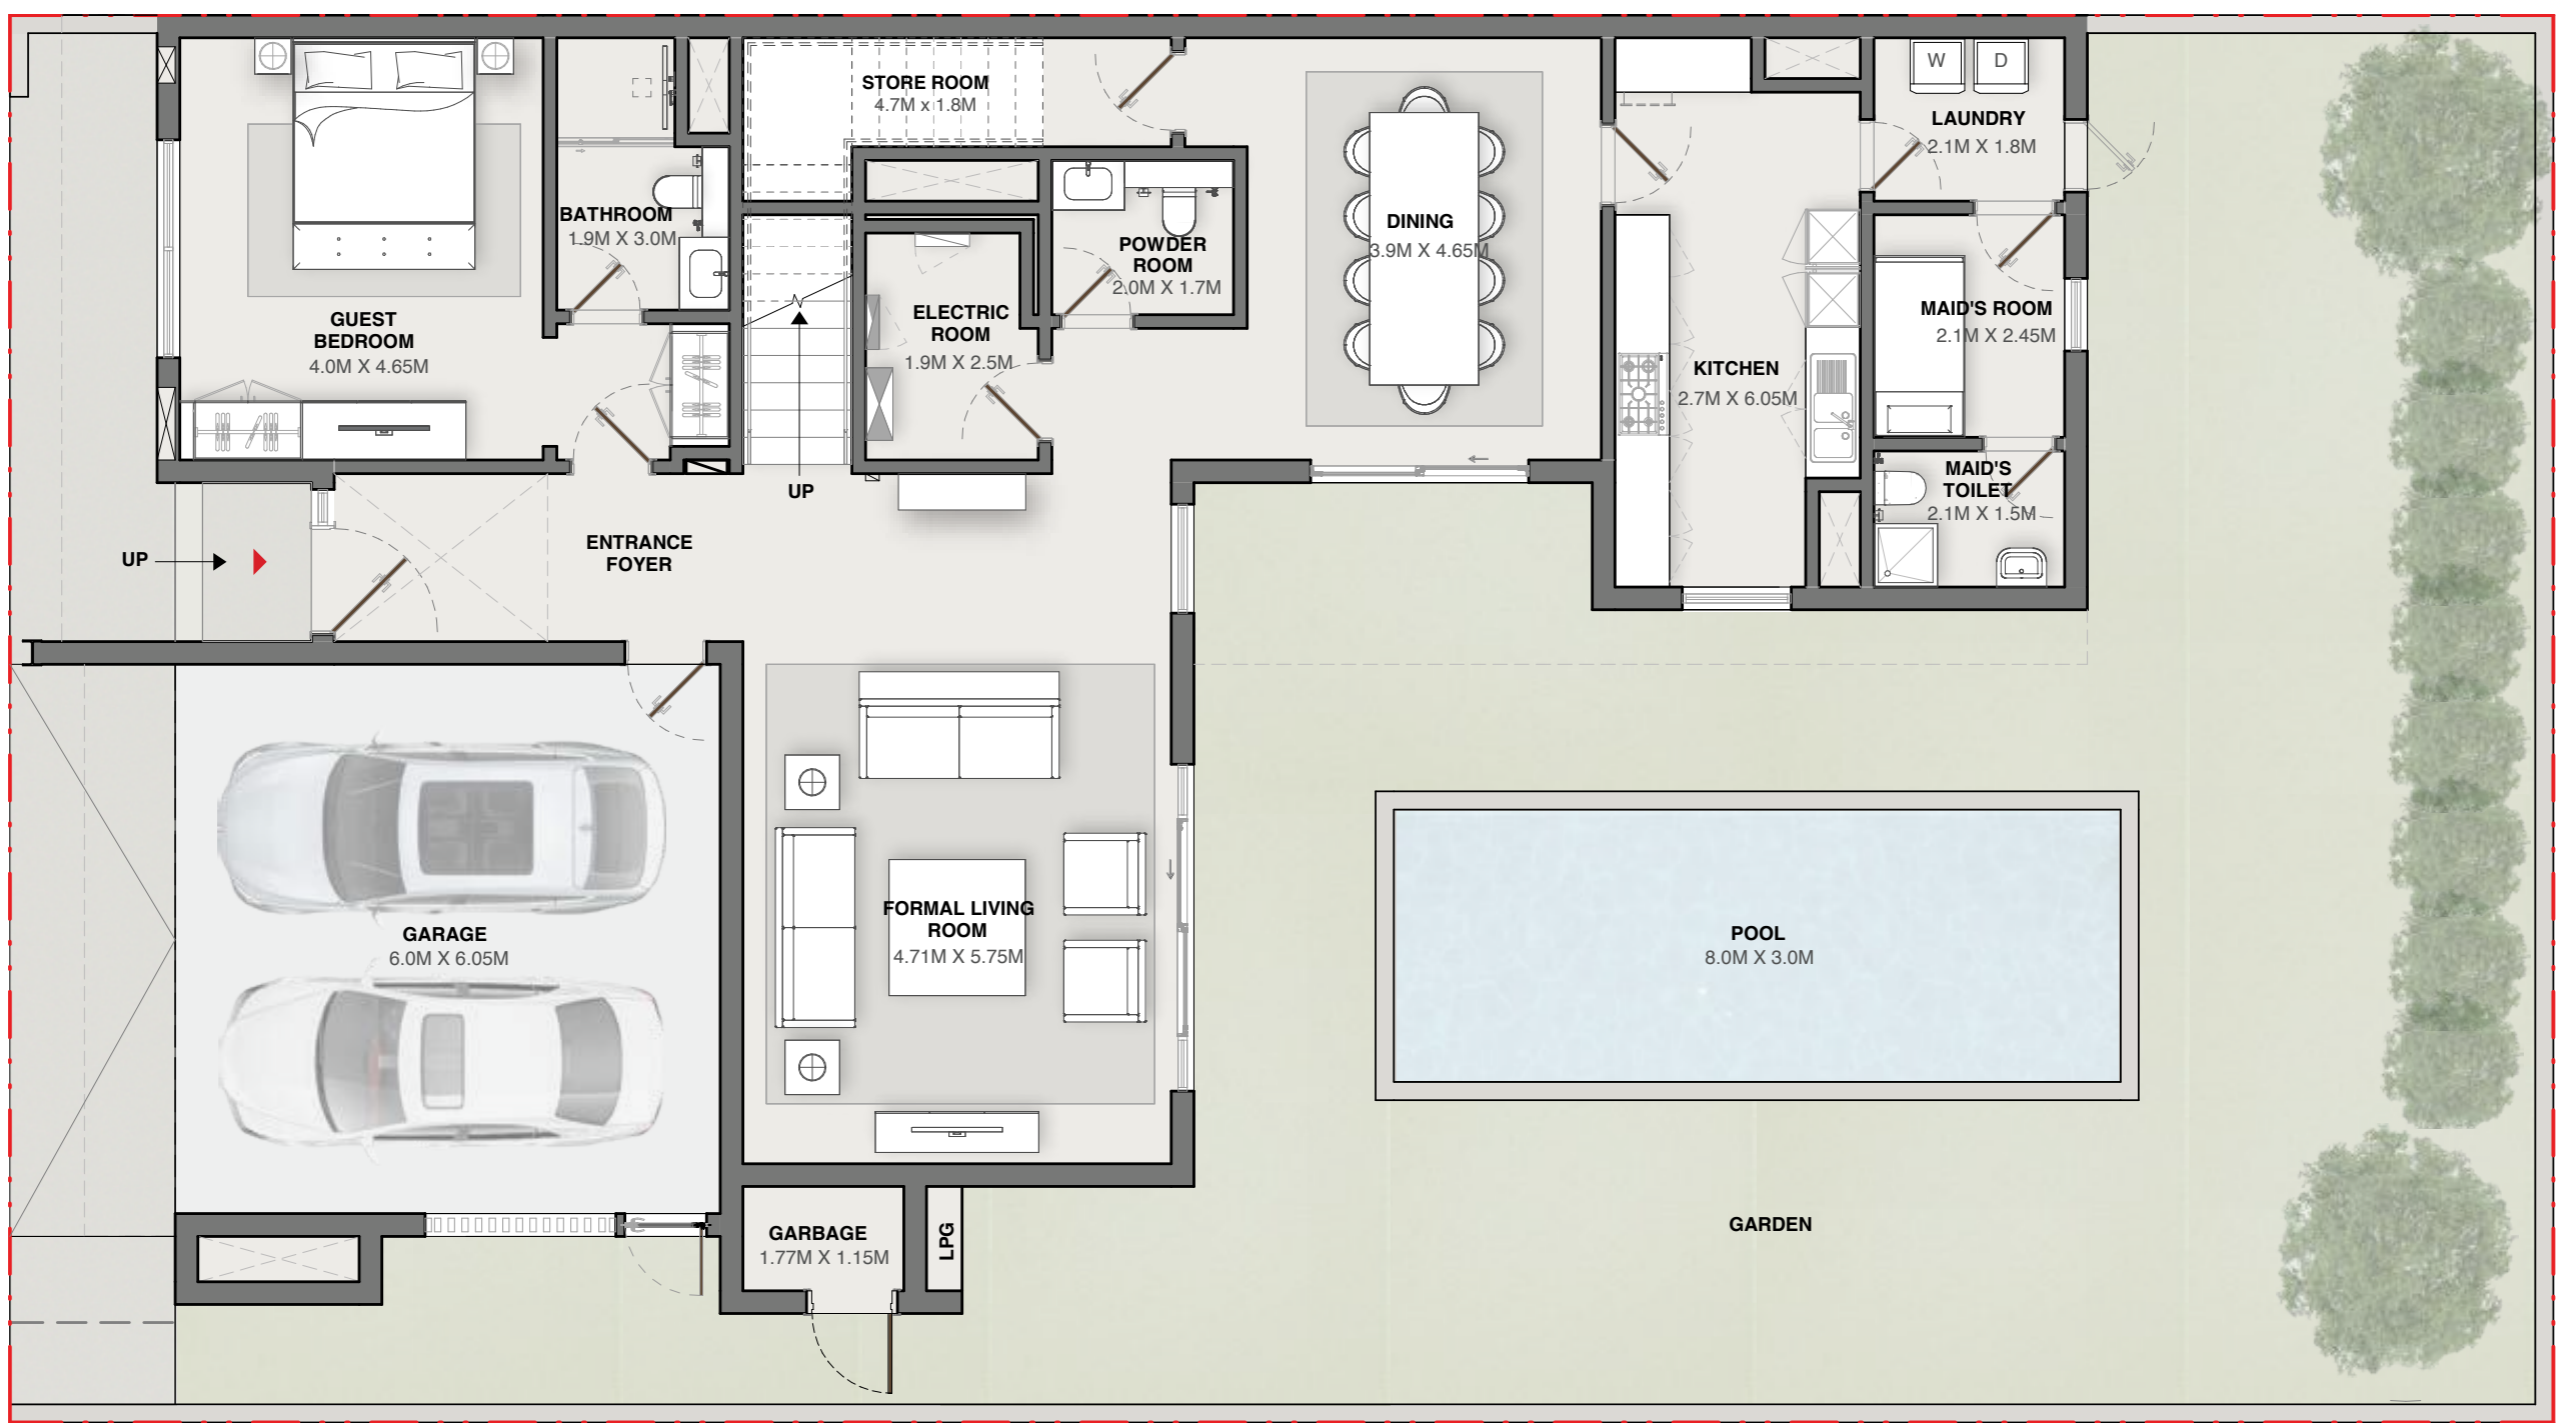 STORE ROOM
4.7M x 1.8M
W
D
LAUNDRY
2.1M X 1.8M
BATHROOM
1.9M X 3.0M
DINING
3.9M X 4.65M
POWDER
ROOM
2.0M X 1.7M
GUEST
BEDROOM
4.0M X 4.65M
ELECTRIC
ROOM
1.9M X 2.5M
MAID'S ROOM
2.1M X 2.45M
KITCHEN
2.7M X 6.05M
MAID'S
TOILET
2.1M X 1.5M
UP
UP
ENTRANCE
FOYER
FORMAL LIVING
ROOM
4.71M X 5.75M
GARAGE
6.0M X 6.05M
POOL
8.0M X 3.0M
GARBAGE
1.77M X 1.15M
LPG
GARDEN